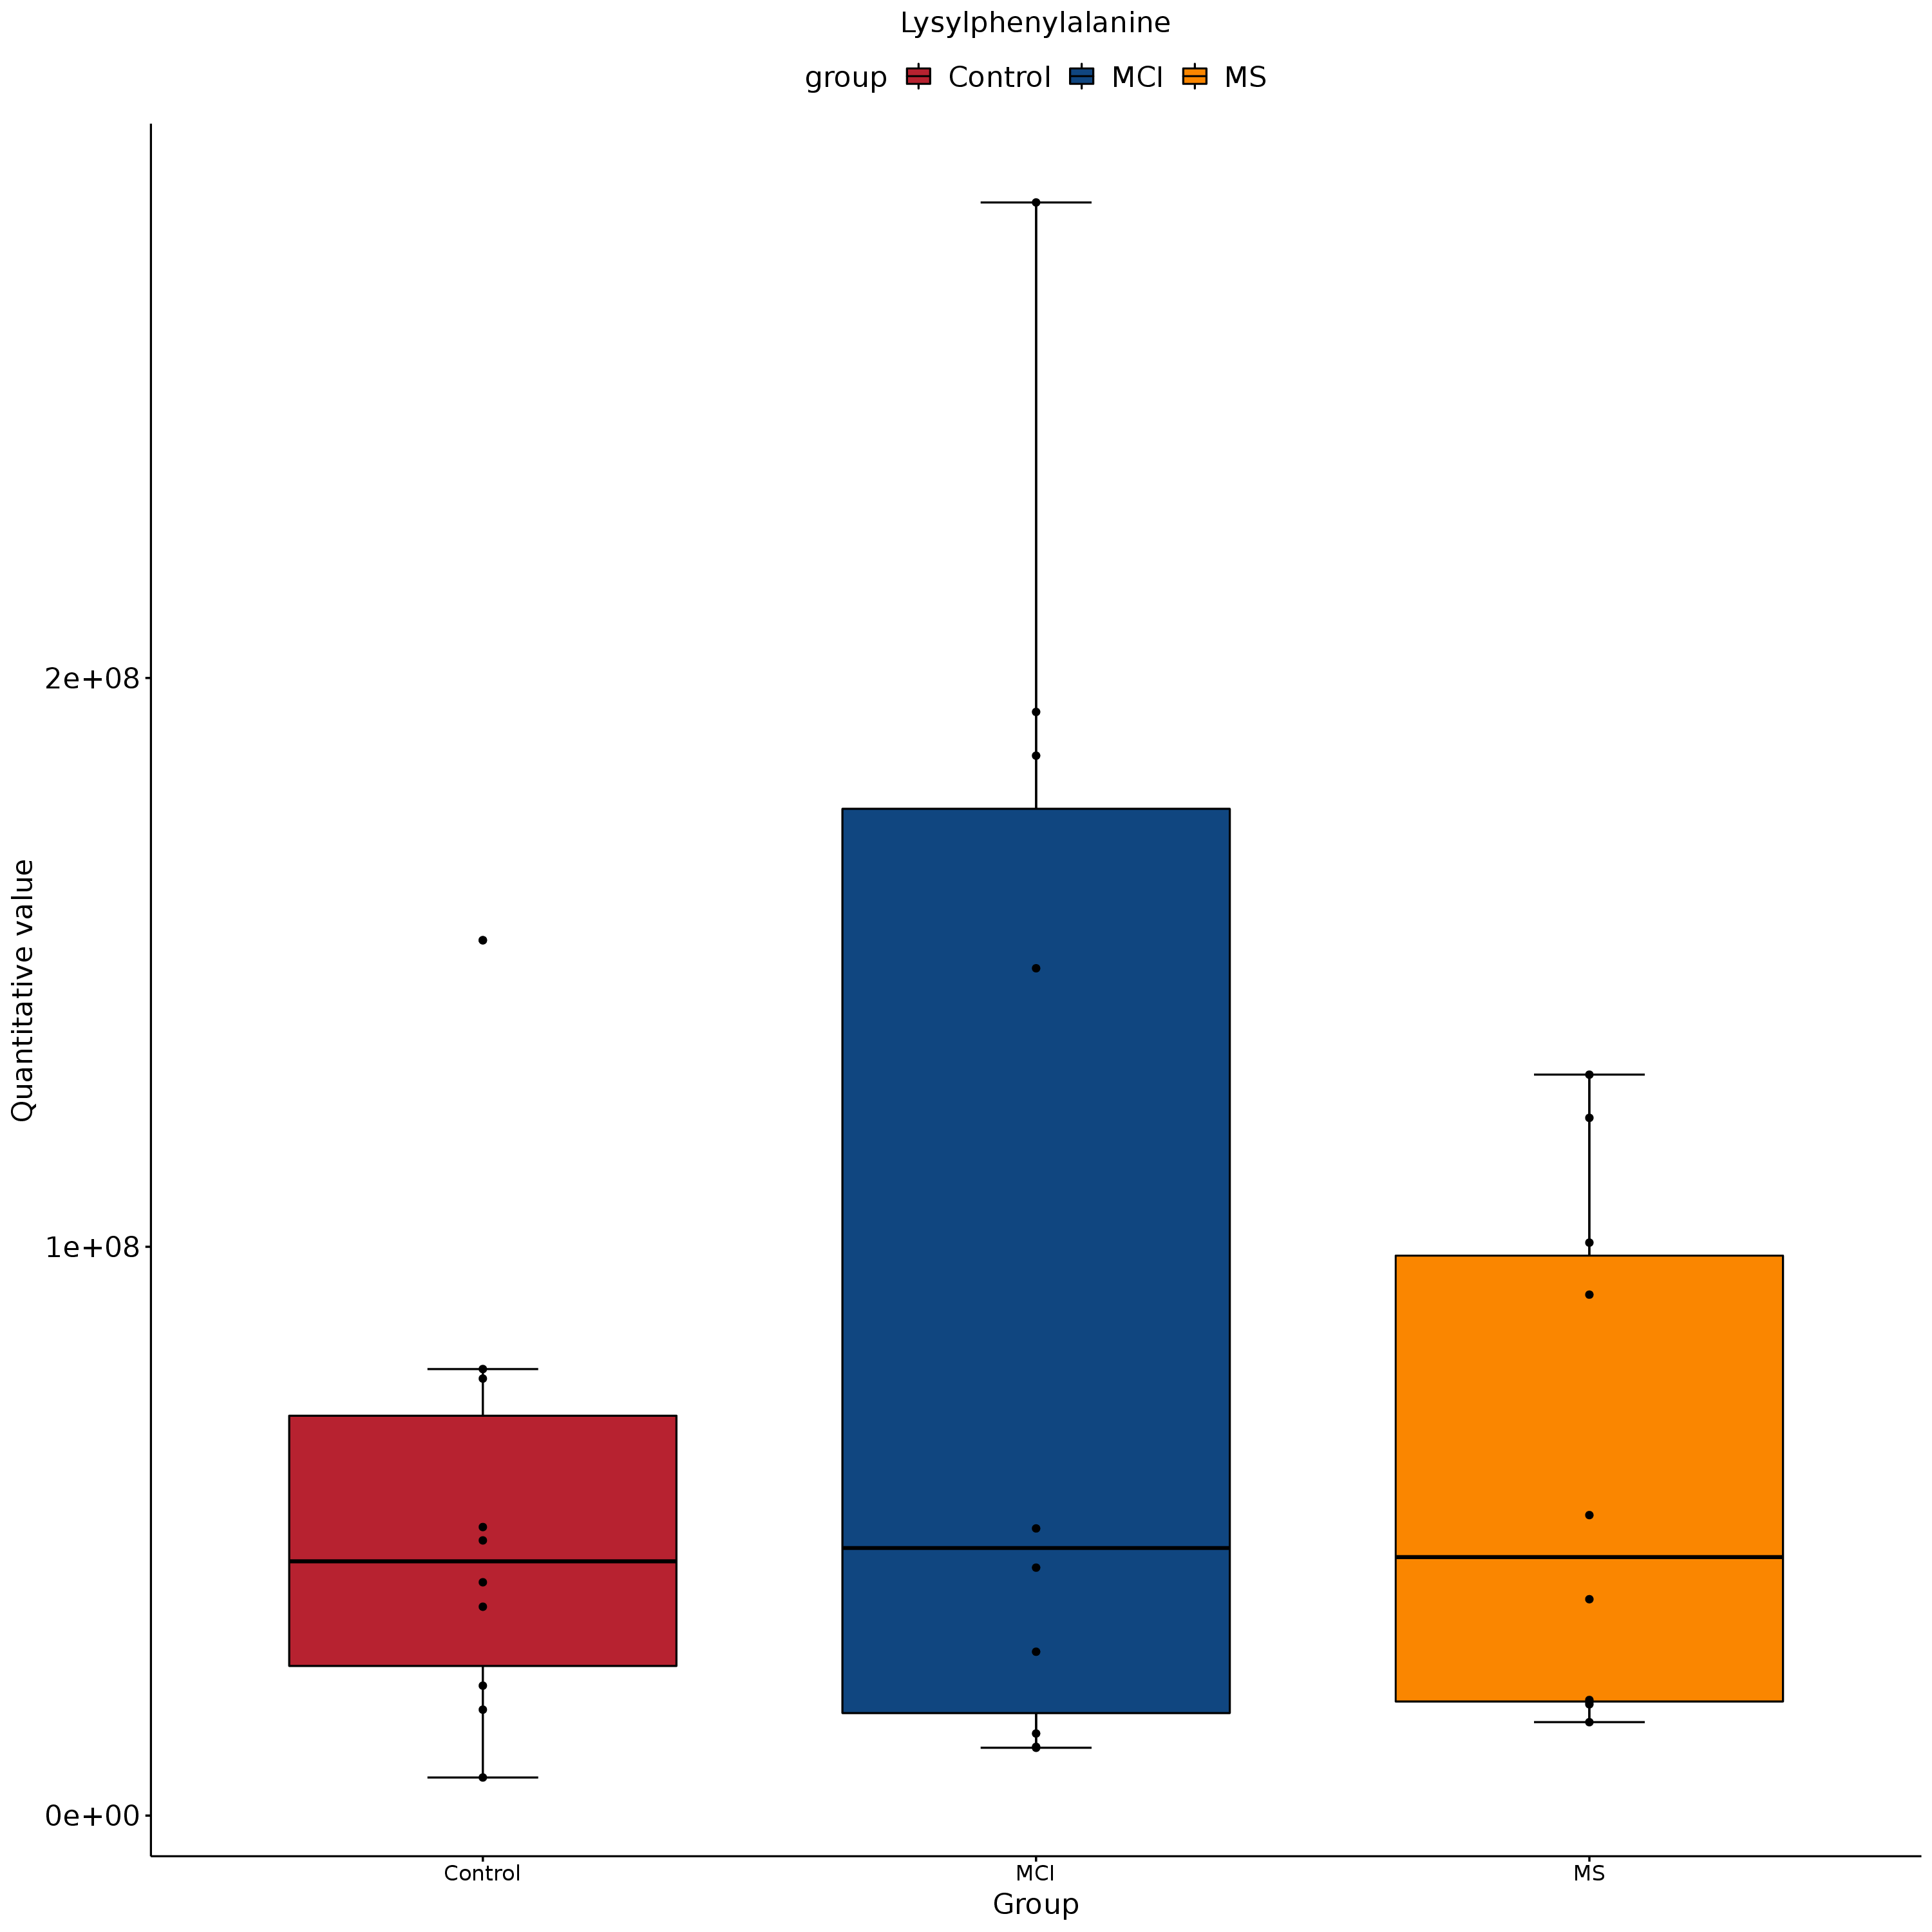 Lysylphenylalanine
group Control MCI MS
Quantitative value
2e+08
1e+08
0e+00
Control MCI MS
Group